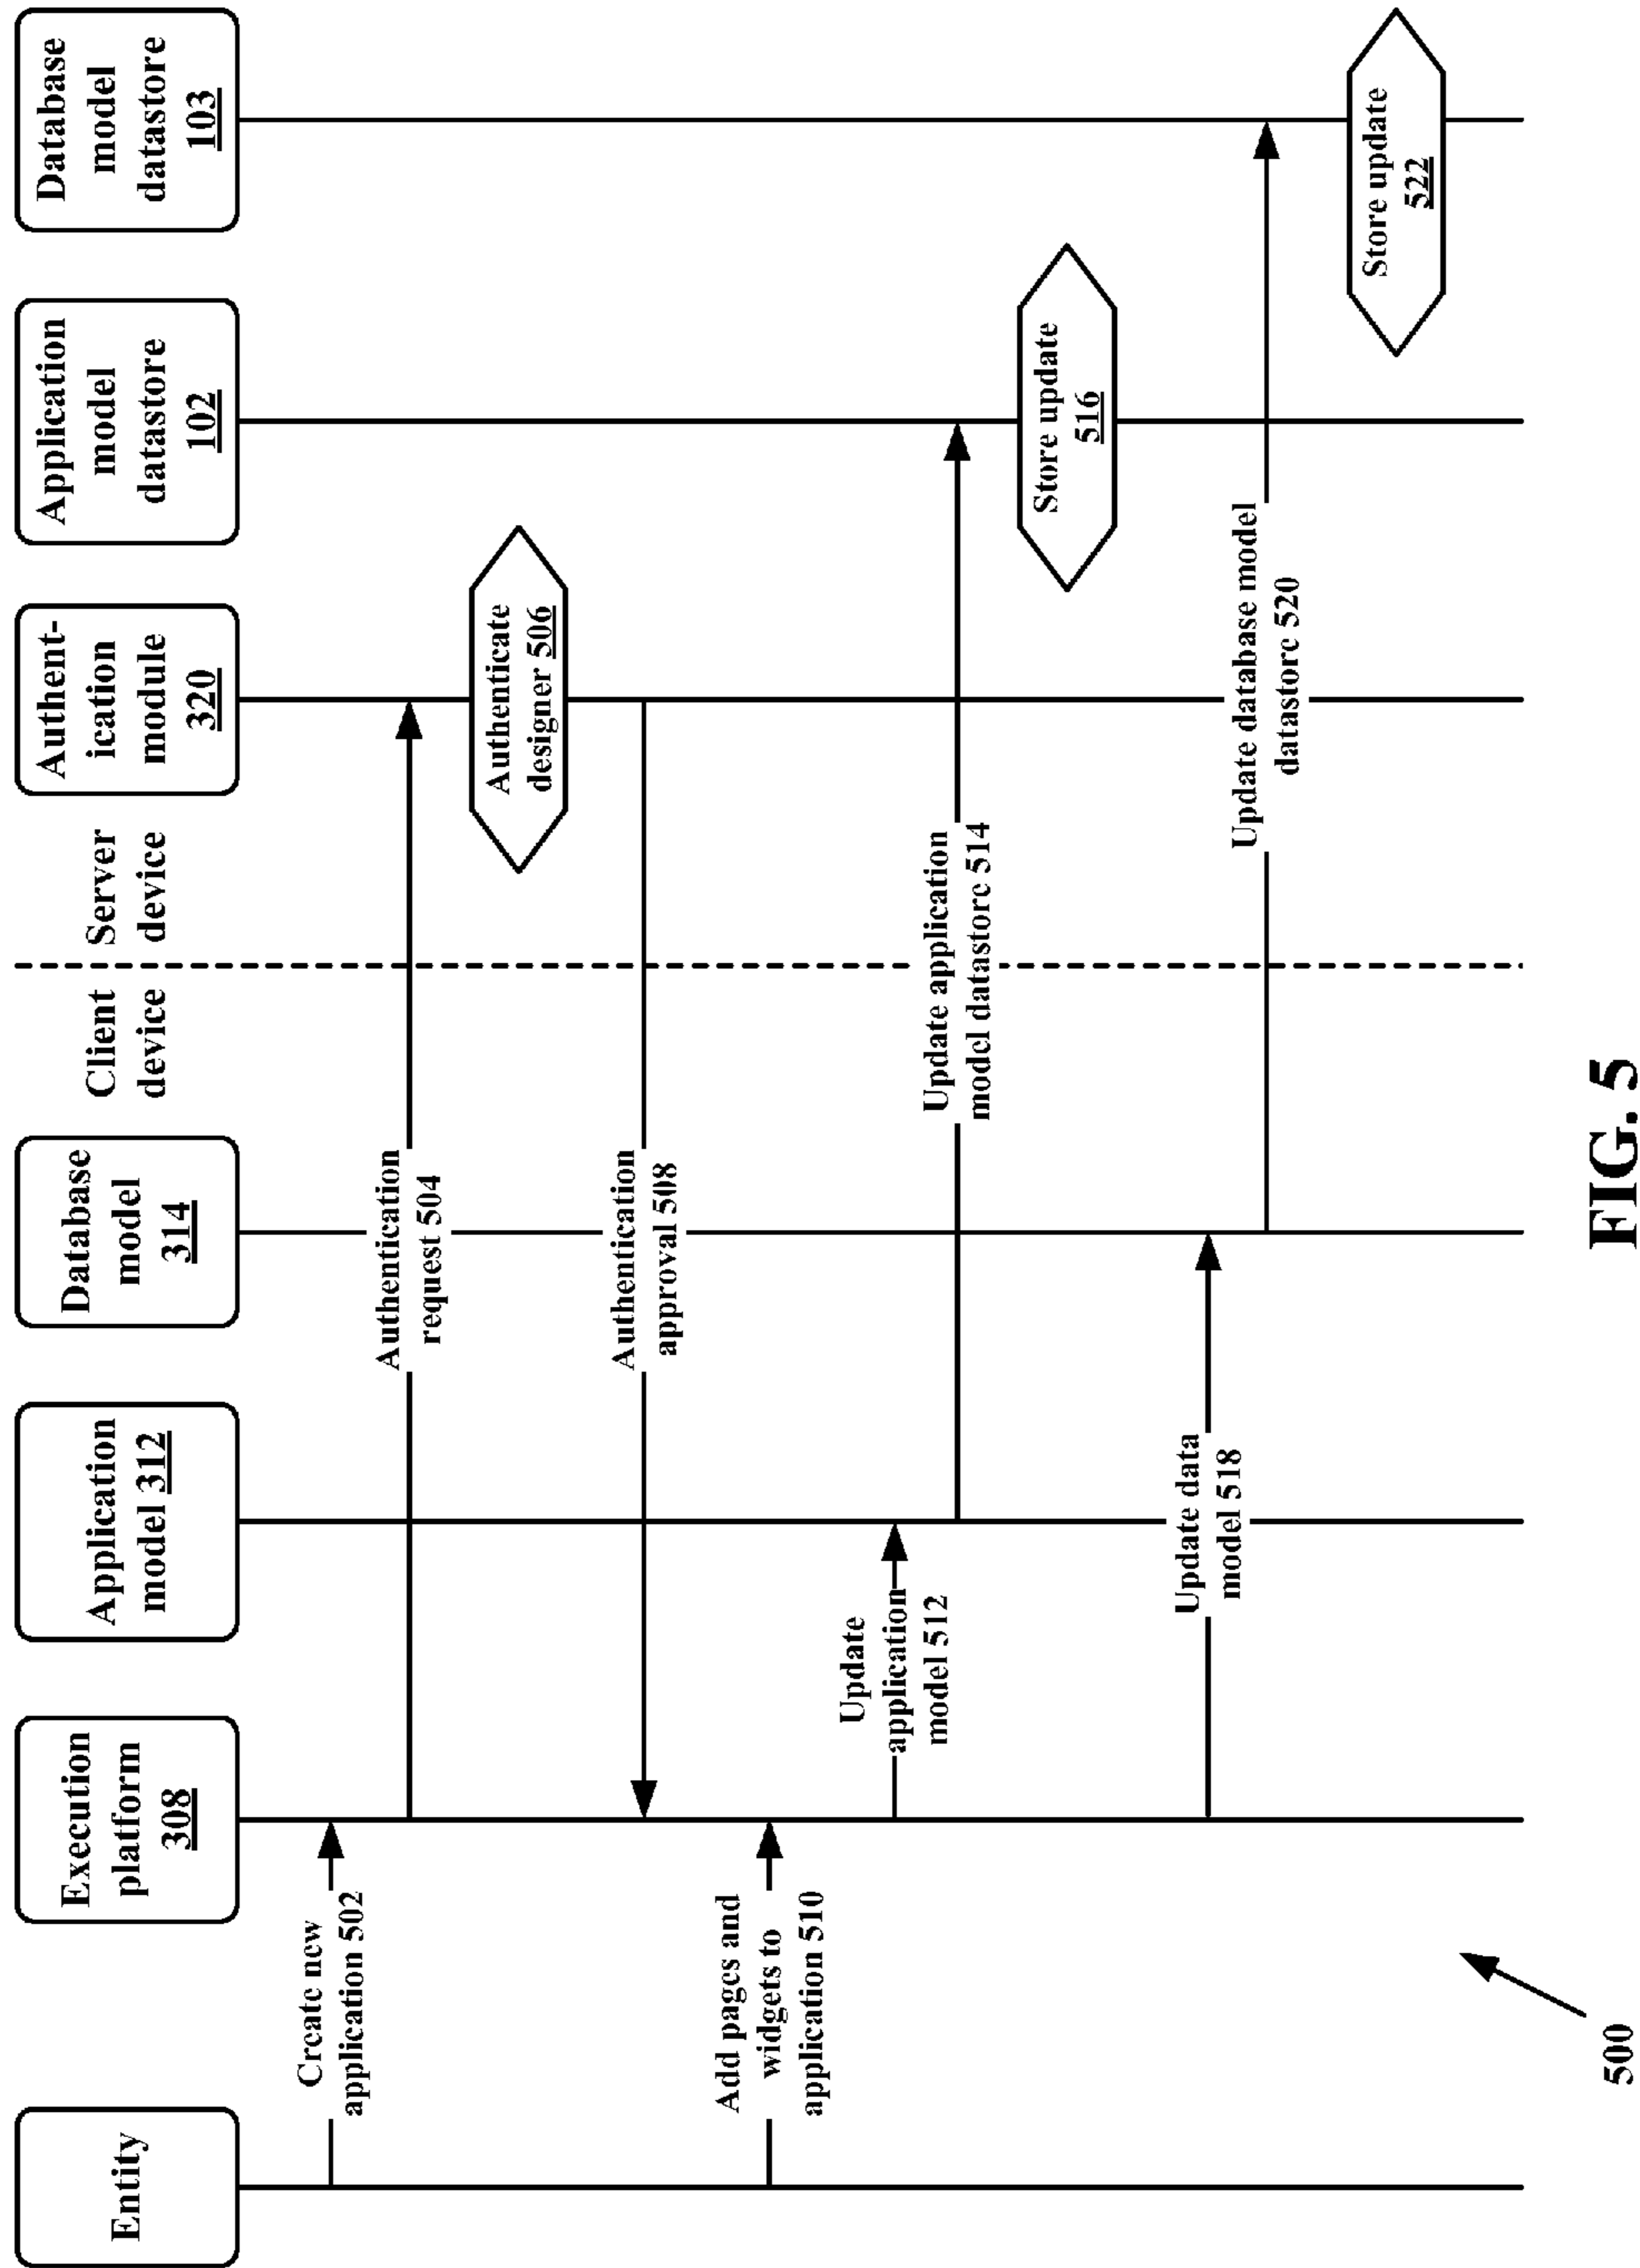 Entity
Execution
platform
308
Application
model 312
Database
model
314
Client
device
Server
device
Authent-
ication
module
320
Application
model
datastore
102
Database
model
datastore
103
Create new
application 502
Authentication
request 504
Authenticate
designer 506
Authentication
approval 508
Add pages and
widgets to
application 510
Update
application
model 512
Update application
model datastore 514
Store update
516
Update data
model 518
Update database model
datastore 520
Store update
522
500
FIG. 5